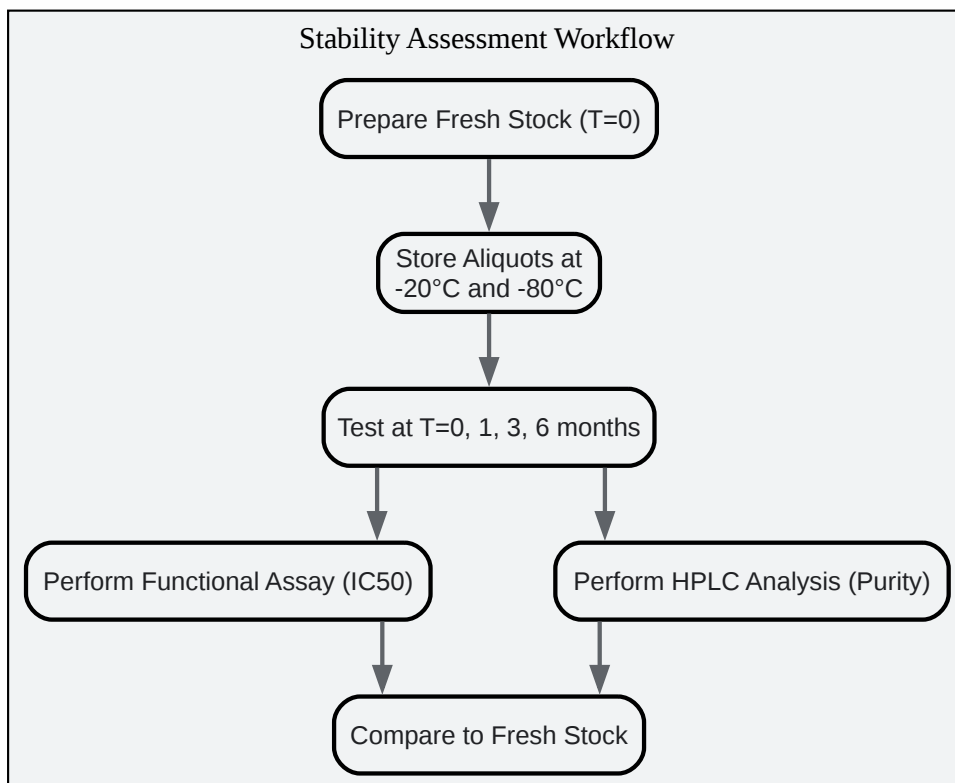 Stability Assessment Workflow
Prepare Fresh Stock (T=0)
Store Aliquots at
-20°C and -80°C
Test at T=0, 1, 3, 6 months
Perform Functional Assay (IC50)
Perform HPLC Analysis (Purity)
Compare to Fresh Stock